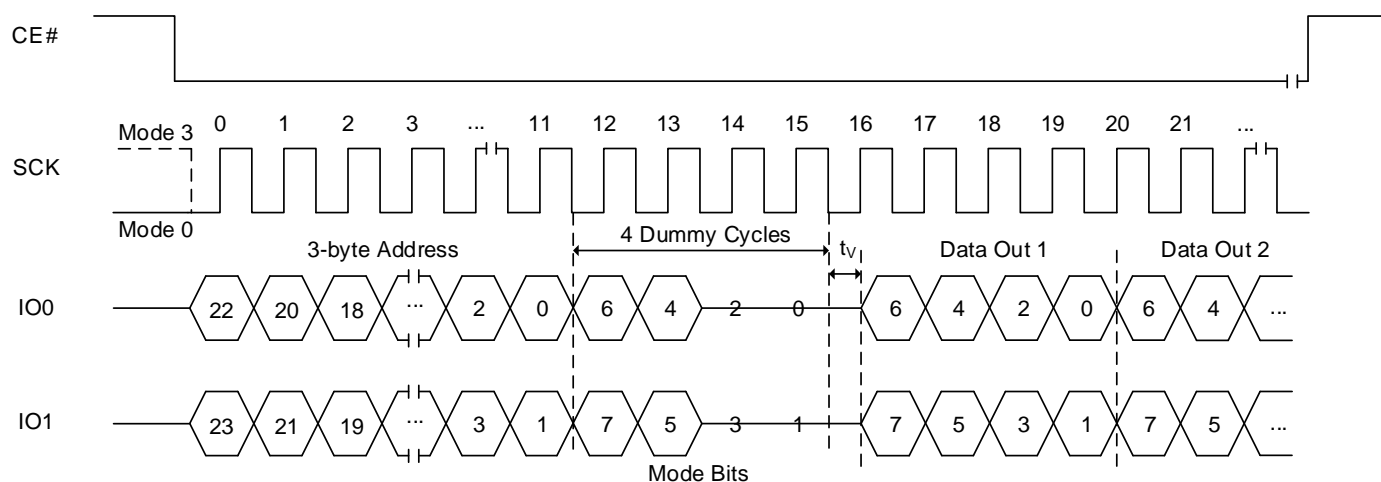 CE#
0 1 2 3 ... 11 12 13 14 15 16 17 18 19 20 21 ...
Mode 3
SCK
Mode 0
3-byte Address 4 Dummy Cycles tV Data Out 1 Data Out 2
IO0 22 20 18 ... 2 0 6 4 2 0 6 4 2 0 6 4 ...
IO1 23 21 19 ... 3 1 7 5 3 1 7 5 3 1 7 5 ...
Mode Bits